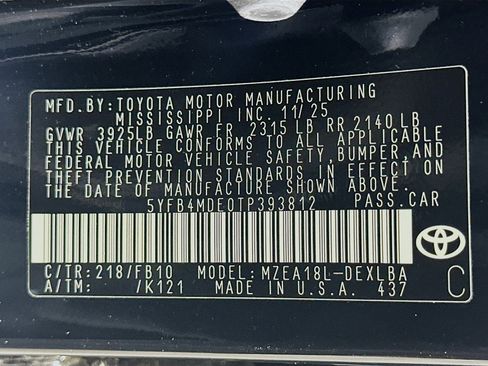 MFD.BY:TOYOTA MOTOR MANUFACTURING
MISSISSIPPI INC. 11/25
GVWR 3925LB GAWR FR 2315 LB RR 2140 LB
THIS VEHICLE CONFORMS TO ALL APPLICABLE
FEDERAL MOTOR VEHICLE SAFETY, BUMPER, AND
THEFT PREVENTION STANDARDS IN EFFECT ON
THE DATE OF MANUFACTURE SHOWN ABOVE.
5YFB4MDE0TP393812 PASS.CAR
C/TR:218/FB10 MODEL:MZEA18L-DEXLBA
A/TM: /K121 MADE IN U.S.A. 437
C